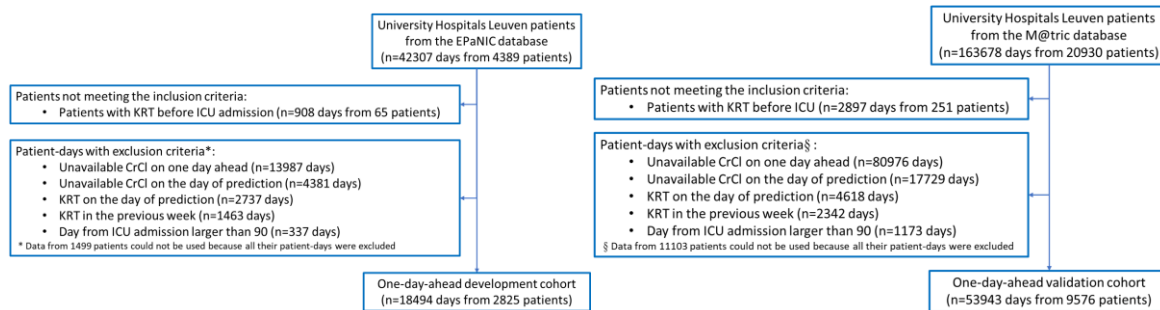 University Hospitals Leuven patients
from the EPaNIC database
(n=42307 days from 4389 patients)
Patients not meeting the inclusion criteria:
• Patients with KRT before ICU admission (n=908 days from 65 patients)
Patient-days with exclusion criteria*:
• Unavailable CrCl on one day ahead (n=13987 days)
• Unavailable CrCl on the day of prediction (n=4381 days)
• KRT on the day of prediction (n=2737 days)
• KRT in the previous week (n=1463 days)
• Day from ICU admission larger than 90 (n=337 days)
* Data from 1499 patients could not be used because all their patient-days were excluded
One-day-ahead development cohort
(n=18494 days from 2825 patients)
University Hospitals Leuven patients
from the M@tric database
(n=163678 days from 20930 patients)
Patients not meeting the inclusion criteria:
• Patients with KRT before ICU (n=2897 days from 251 patients)
Patient-days with exclusion criteria§ :
• Unavailable CrCl on one day ahead (n=80976 days)
• Unavailable CrCl on the day of prediction (n=17729 days)
• KRT on the day of prediction (n=4618 days)
• KRT in the previous week (n=2342 days)
• Day from ICU admission larger than 90 (n=1173 days)
§ Data from 11103 patients could not be used because all their patient-days were excluded
One-day-ahead validation cohort
(n=53943 days from 9576 patients)